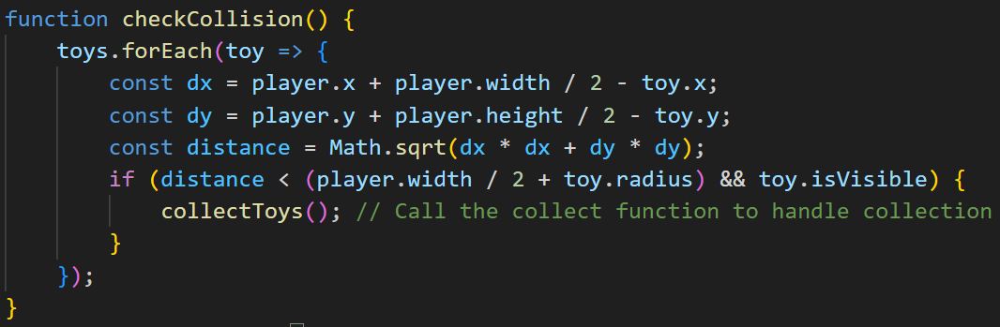 function checkCollision() {
    toys.forEach(toy => {
        const dx = player.x + player.width / 2 - toy.x;
        const dy = player.y + player.height / 2 - toy.y;
        const distance = Math.sqrt(dx * dx + dy * dy);
        if (distance < (player.width / 2 + toy.radius) && toy.isVisible) {
            collectToys(); // Call the collect function to handle collection
        }
    });
}